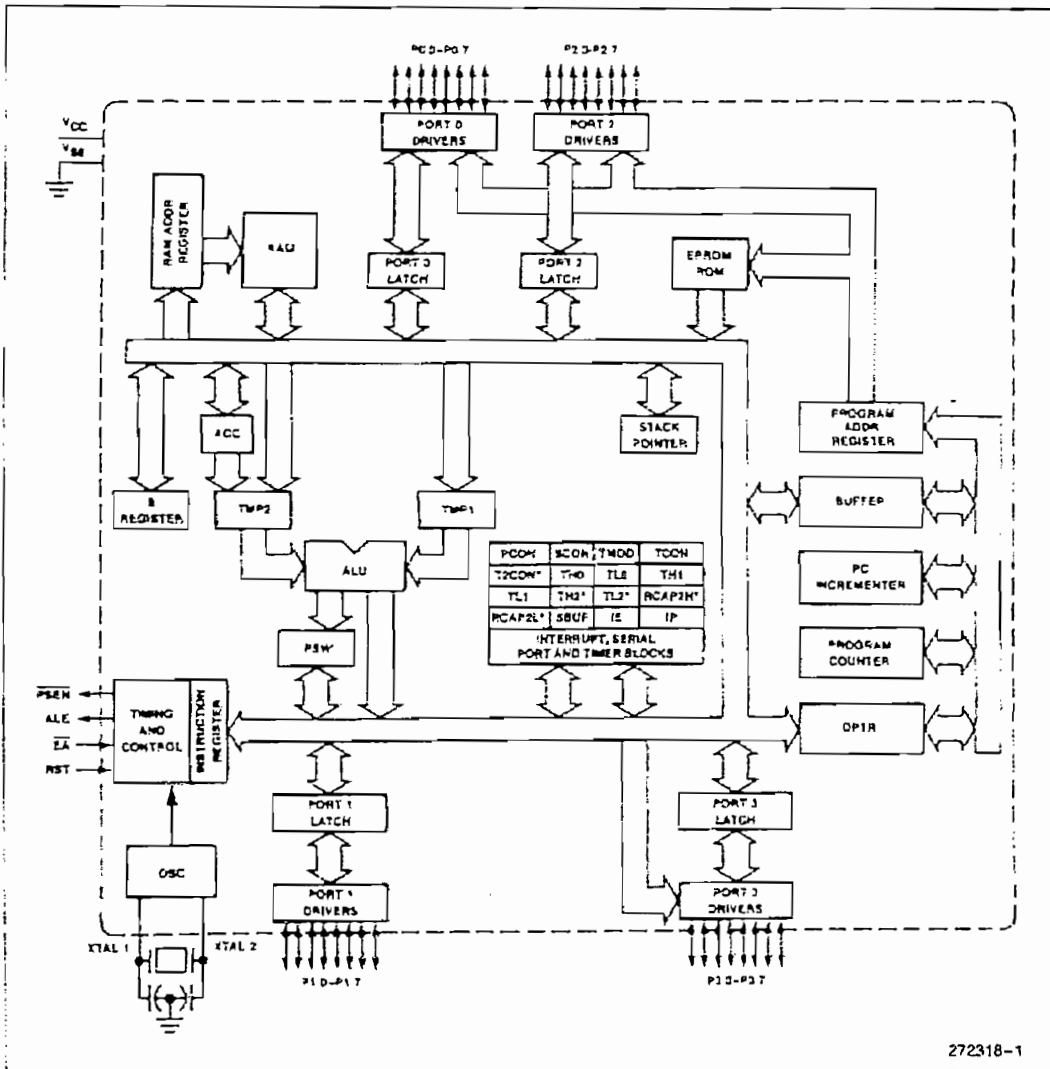 P0.0-P0.7
P2.0-P2.7
VCC
VSS
PORT 0
DRIVERS
PORT 2
DRIVERS
RAM ADDR
REGISTER
RAM
PORT 0
LATCH
PORT 2
LATCH
EPROM
ROM
ACC
STACK
POINTER
PROGRAM
ADDR
REGISTER
B
REGISTER
TMP2
TMP1
BUFFER
ALU
PCON SCON TMOD TCON
T2CON* TH0 TL0 TH1
TL1 TH2* TL2* RCAP2H*
RCAP2L* SBUF IE IP
INTERRUPT, SERIAL
PORT AND TIMER BLOCKS
PC
INCREMENTER
PSW
PROGRAM
COUNTER
PSEN
ALE
EA
RST
TIMING
AND
CONTROL
INSTRUCTION
REGISTER
DPTR
PORT 1
LATCH
PORT 3
LATCH
OSC
PORT 1
DRIVERS
PORT 3
DRIVERS
XTAL 1
XTAL 2
P1.0-P1.7
P3.0-P3.7
272318-1